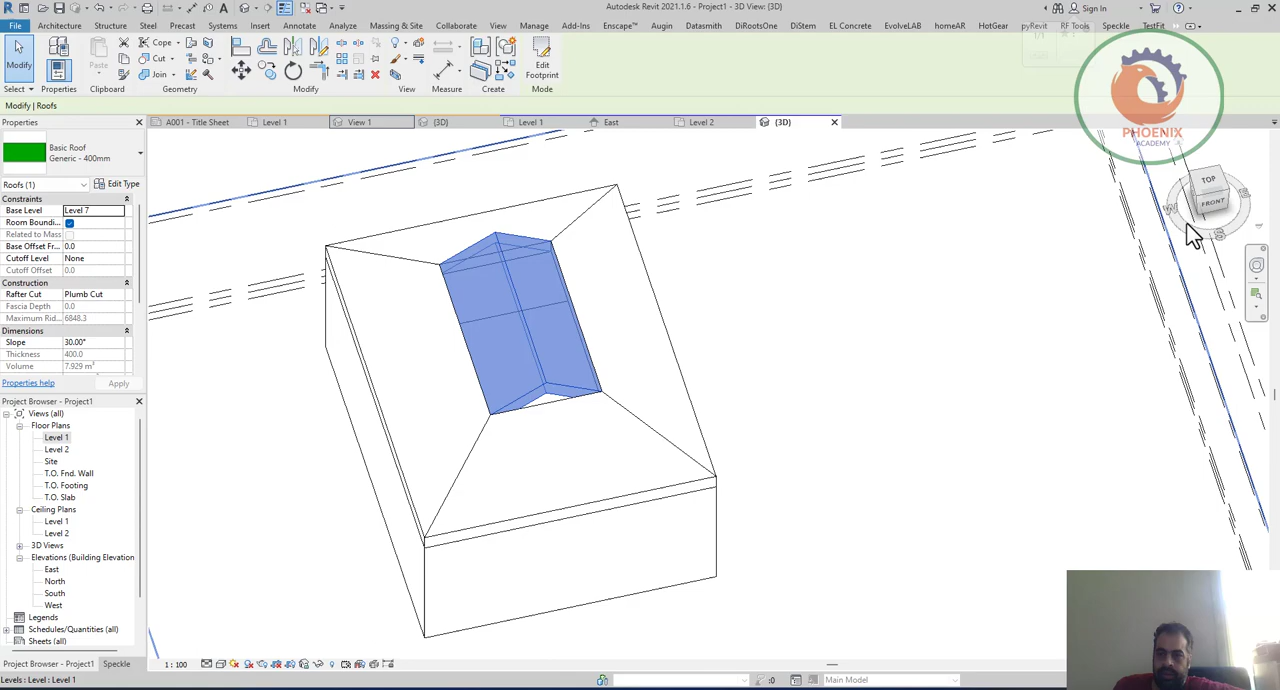 Autodesk Revit 2021.1.6 - Project1 - 3D View: {3D}
Sign In
File Architecture Structure Steel Precast Systems Insert Annotate Analyze Massing & Site Collaborate View Manage Add-Ins Enscape™ Augin Datasmith DiRootsOne DiStem EL Concrete EvolveLAB homeAR HotGear pyRevit RF Tools Speckle TestFit
Modify
Paste
Cope
Cut
Join
Edit
Footprint
Select Properties Clipboard Geometry Modify View Measure Create Mode
Modify | Roofs
PHOENIX
ACADEMY
Properties
A001 - Title Sheet Level 1 View 1 {3D} Level 1 East Level 2 {3D}
Basic Roof
Generic - 400mm
Roofs (1) Edit Type
Constraints
Base Level Level 7
Room Boundi...
Related to Mass
Base Offset Fr... 0.0
Cutoff Level None
Cutoff Offset 0.0
Construction
Rafter Cut Plumb Cut
Fascia Depth 0.0
Maximum Rid... 6848.3
Dimensions
Slope 30.00°
Thickness 400.0
Volume 7.929 m³
Properties help Apply
TOP
FRONT
W
E
Project Browser - Project1
Views (all)
Floor Plans
Level 1
Level 2
Site
T.O. Fnd. Wall
T.O. Footing
T.O. Slab
Ceiling Plans
Level 1
Level 2
3D Views
Elevations (Building Elevation
East
North
South
West
Legends
Schedules/Quantities (all)
Sheets (all)
Project Browser - Project1 Speckle
1 : 100
Levels : Level : Level 1
:0
Main Model